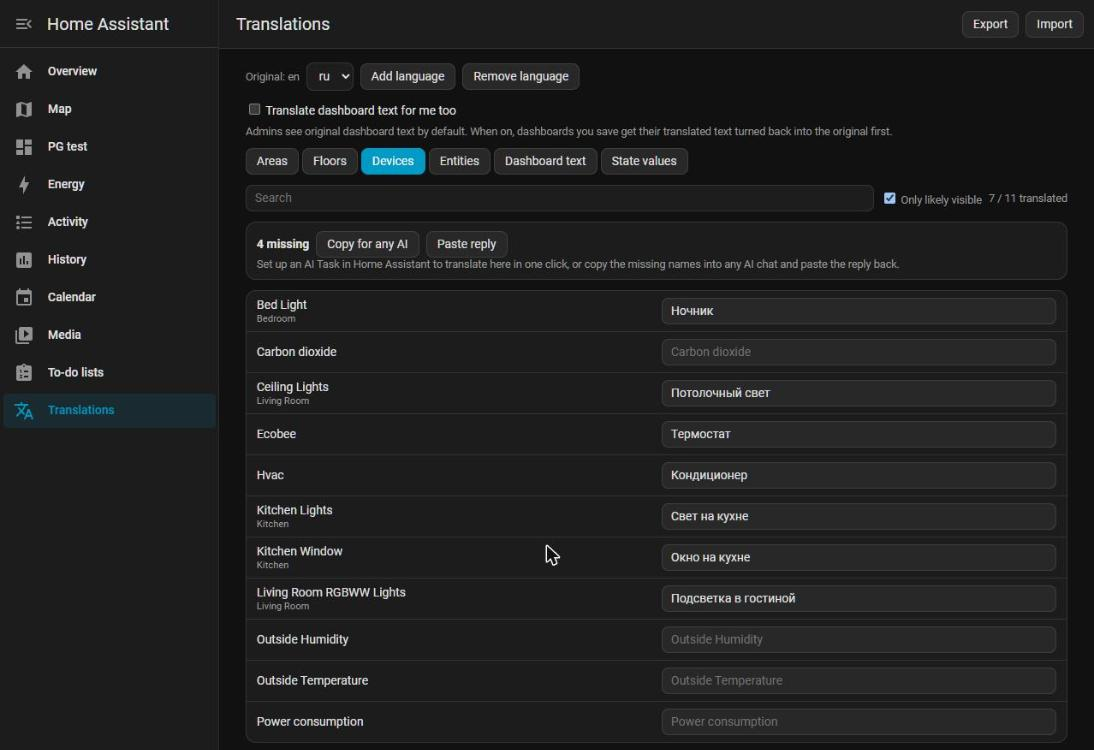 Home Assistant
Translations
Export
Import
Overview
Map
PG test
Energy
Activity
History
Calendar
Media
To-do lists
Translations
Original: en
ru
Add language
Remove language
Translate dashboard text for me too
Admins see original dashboard text by default. When on, dashboards you save get their translated text turned back into the original first.
Areas
Floors
Devices
Entities
Dashboard text
State values
Search
Only likely visible
7 / 11 translated
4 missing
Copy for any AI
Paste reply
Set up an AI Task in Home Assistant to translate here in one click, or copy the missing names into any AI chat and paste the reply back.
Bed Light
Bedroom
Ночник
Carbon dioxide
Carbon dioxide
Ceiling Lights
Living Room
Потолочный свет
Ecobee
Термостат
Hvac
Кондиционер
Kitchen Lights
Kitchen
Свет на кухне
Kitchen Window
Kitchen
Окно на кухне
Living Room RGBWW Lights
Living Room
Подсветка в гостиной
Outside Humidity
Outside Humidity
Outside Temperature
Outside Temperature
Power consumption
Power consumption